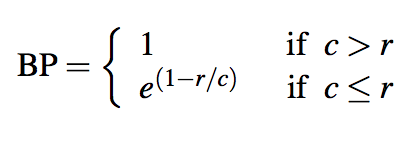 BP = { 1 if c > r
e^(1−r/c) if c ≤ r